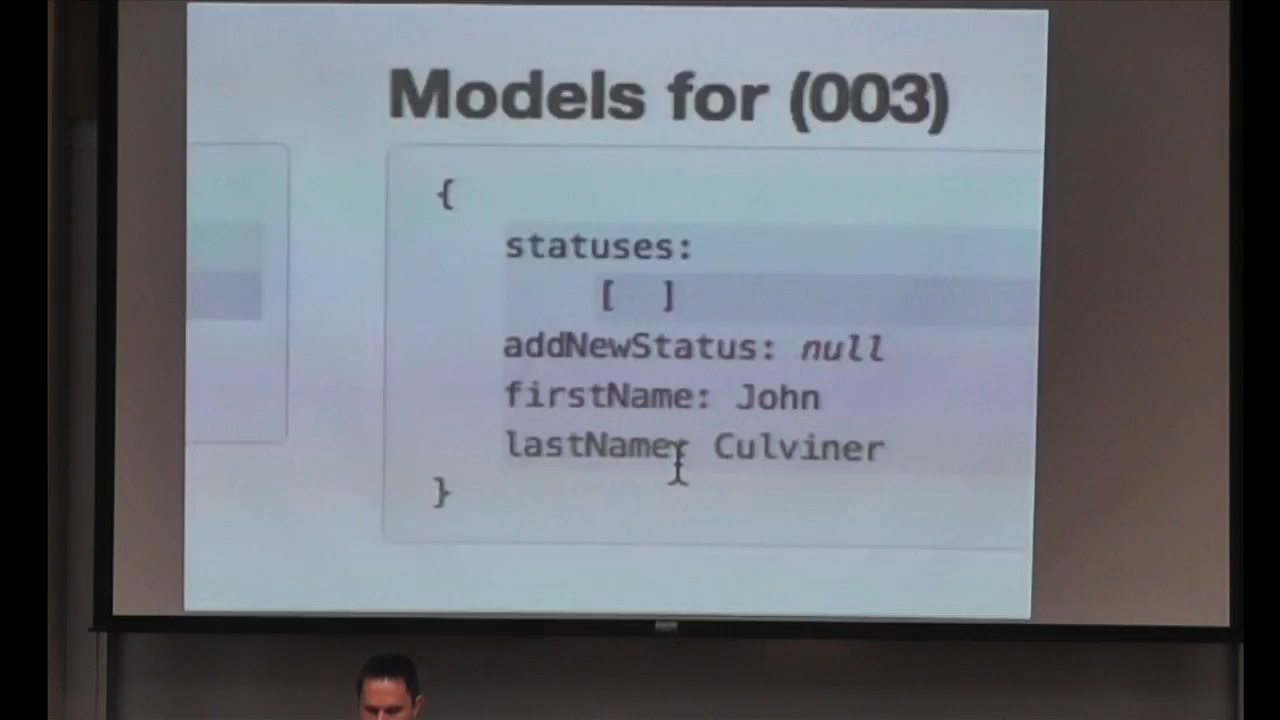 Models for (003)
{
statuses:
[ ]
addNewStatus: null
firstName: John
lastName: Culviner
}